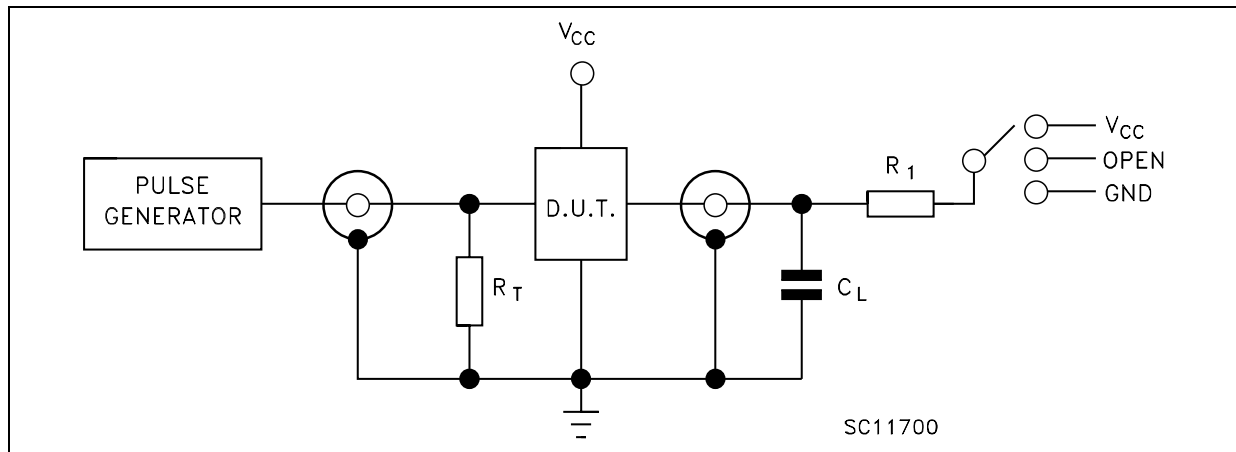 VCC
PULSE
GENERATOR
D.U.T.
RT
CL
R1
VCC
OPEN
GND
SC11700